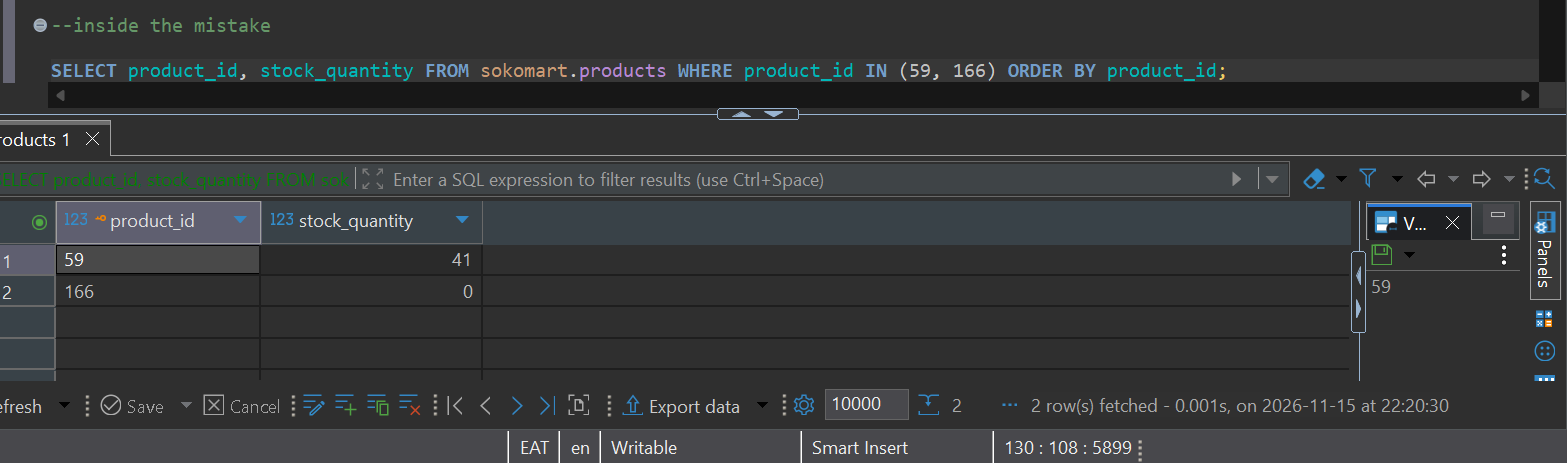 --inside the mistake
SELECT product_id, stock_quantity FROM sokomart.products WHERE product_id IN (59, 166) ORDER BY product_id;
roducts 1
SELECT product_id, stock_quantity FROM sok
Enter a SQL expression to filter results (use Ctrl+Space)
123 product_id 123 stock_quantity
V...
1 59 41
2 166 0
59
Panels
efresh Save Cancel Export data 10000 2 ... 2 row(s) fetched - 0.001s, on 2026-11-15 at 22:20:30
EAT en Writable Smart Insert 130 : 108 : 5899